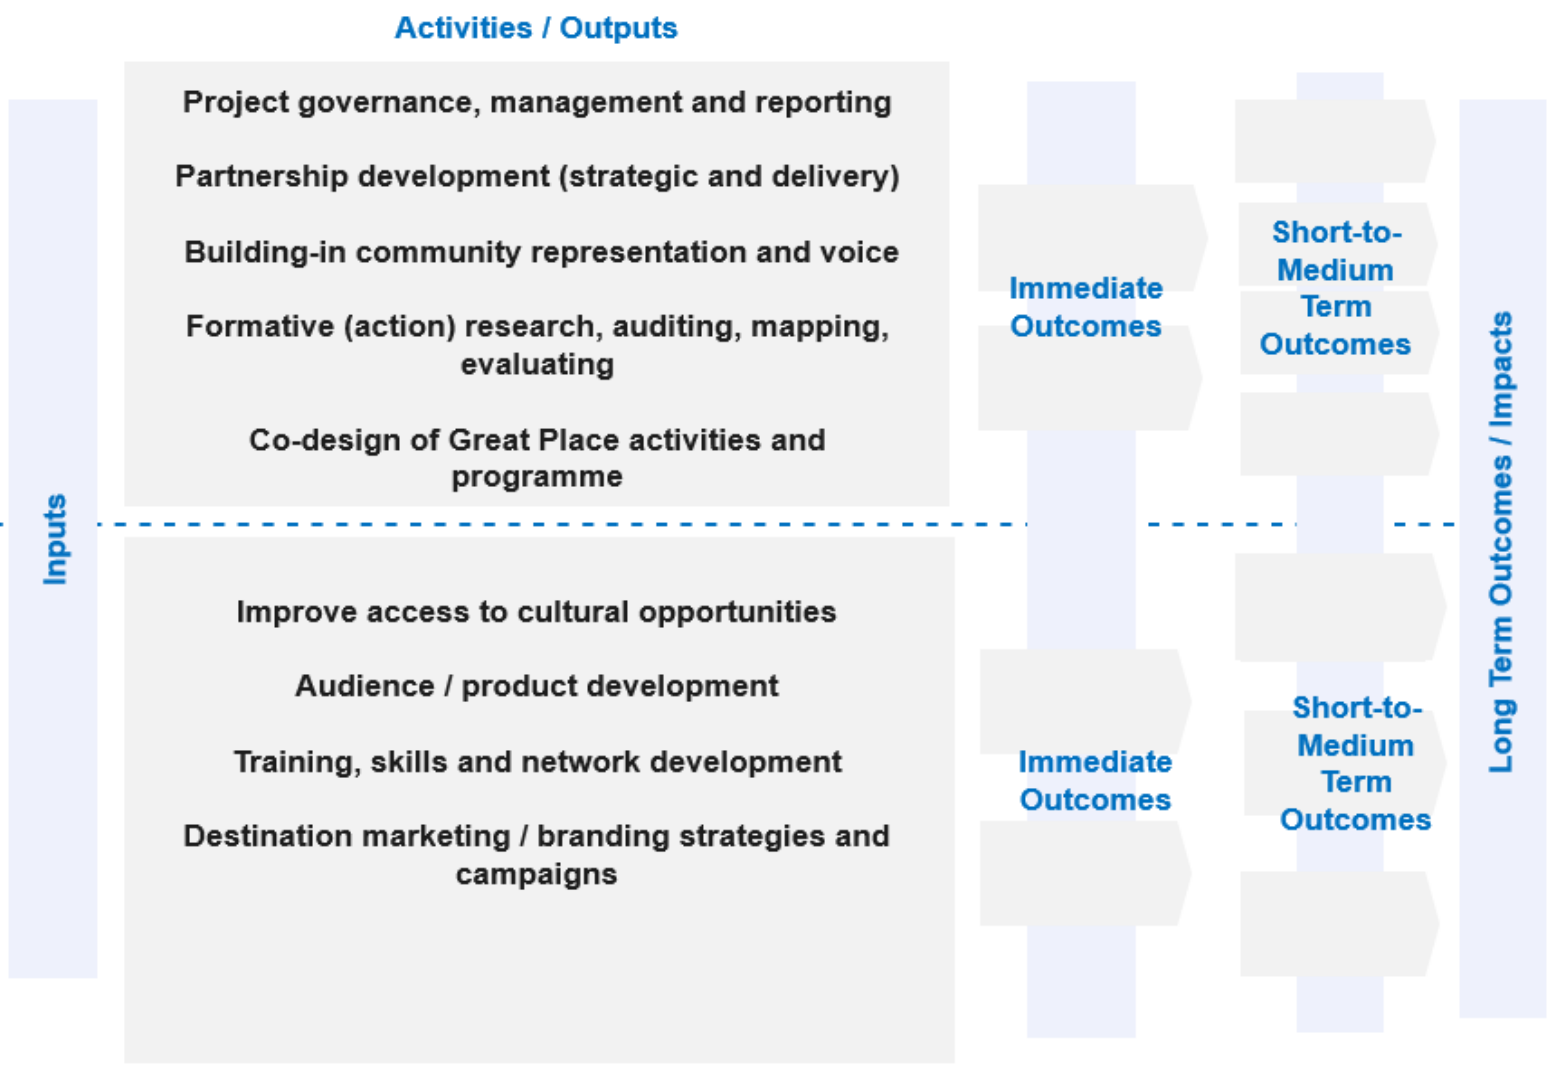 Activities / Outputs
Project governance, management and reporting
Partnership development (strategic and delivery)
Building-in community representation and voice
Formative (action) research, auditing, mapping,
evaluating
Co-design of Great Place activities and
programme
Inputs
Improve access to cultural opportunities
Audience / product development
Training, skills and network development
Destination marketing / branding strategies and
campaigns
Immediate
Outcomes
Short-to-
Medium
Term
Outcomes
Immediate
Outcomes
Short-to-
Medium
Term
Outcomes
Long Term Outcomes / Impacts